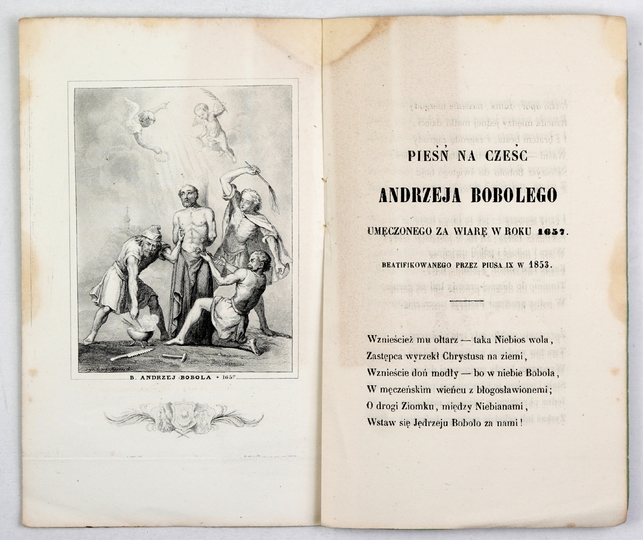 B. ANDRZEJ BOBOLA * 1657.
PIEŚŃ NA CZEŚĆ
ANDRZEJA BOBOLEGO
UMĘCZONEGO ZA WIARĘ W ROKU 1657.
BEATIFIKOWANEGO PRZEZ PIUSA IX W 1853.
Wznieścież mu ołtarz — taka Niebios wola,
Zastępca wyrzekł Chrystusa na ziemi,
Wznieście doń modły — bo w niebie Bobola,
W męczeńskim wieńcu z błogosławionemi;
O drogi Ziomku, między Niebianami,
Wstaw się Jędrzeju Bobolo za nami!